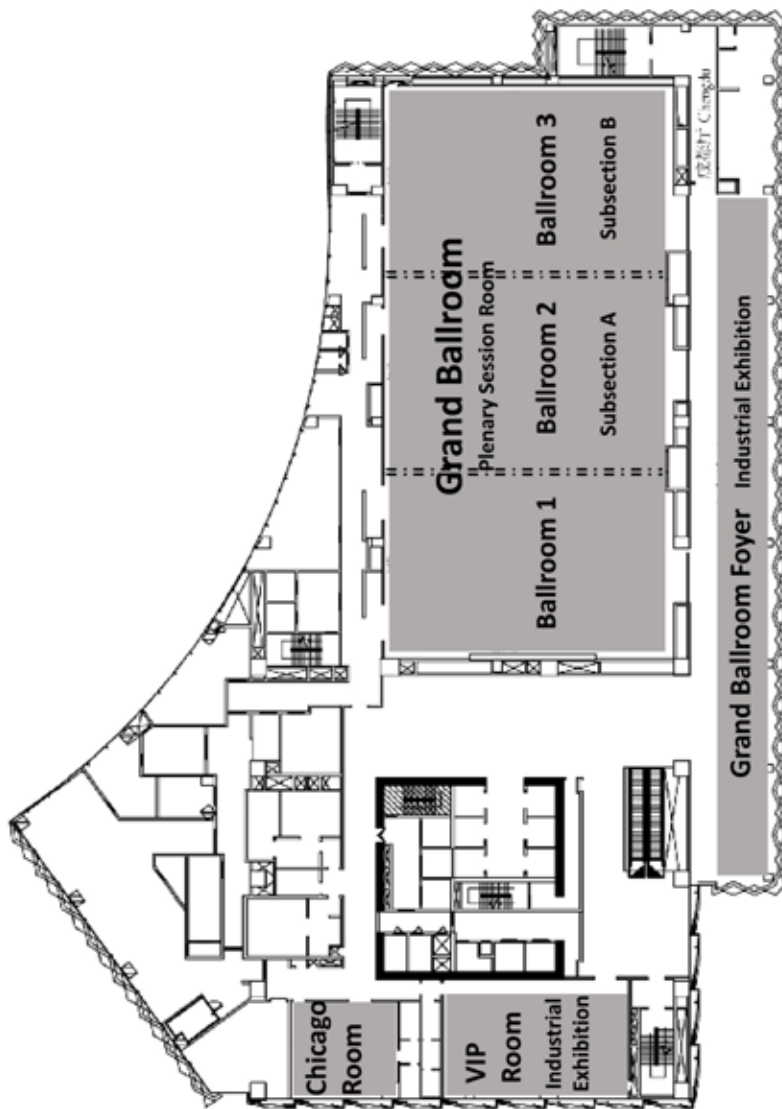 Grand Ballroom
Plenary Session Room
Ballroom 1
Ballroom 2
Ballroom 3
Subsection A
Subsection B
Chengdu
Grand Ballroom Foyer Industrial Exhibition
Chicago
Room
VIP
Room
Industrial
Exhibition